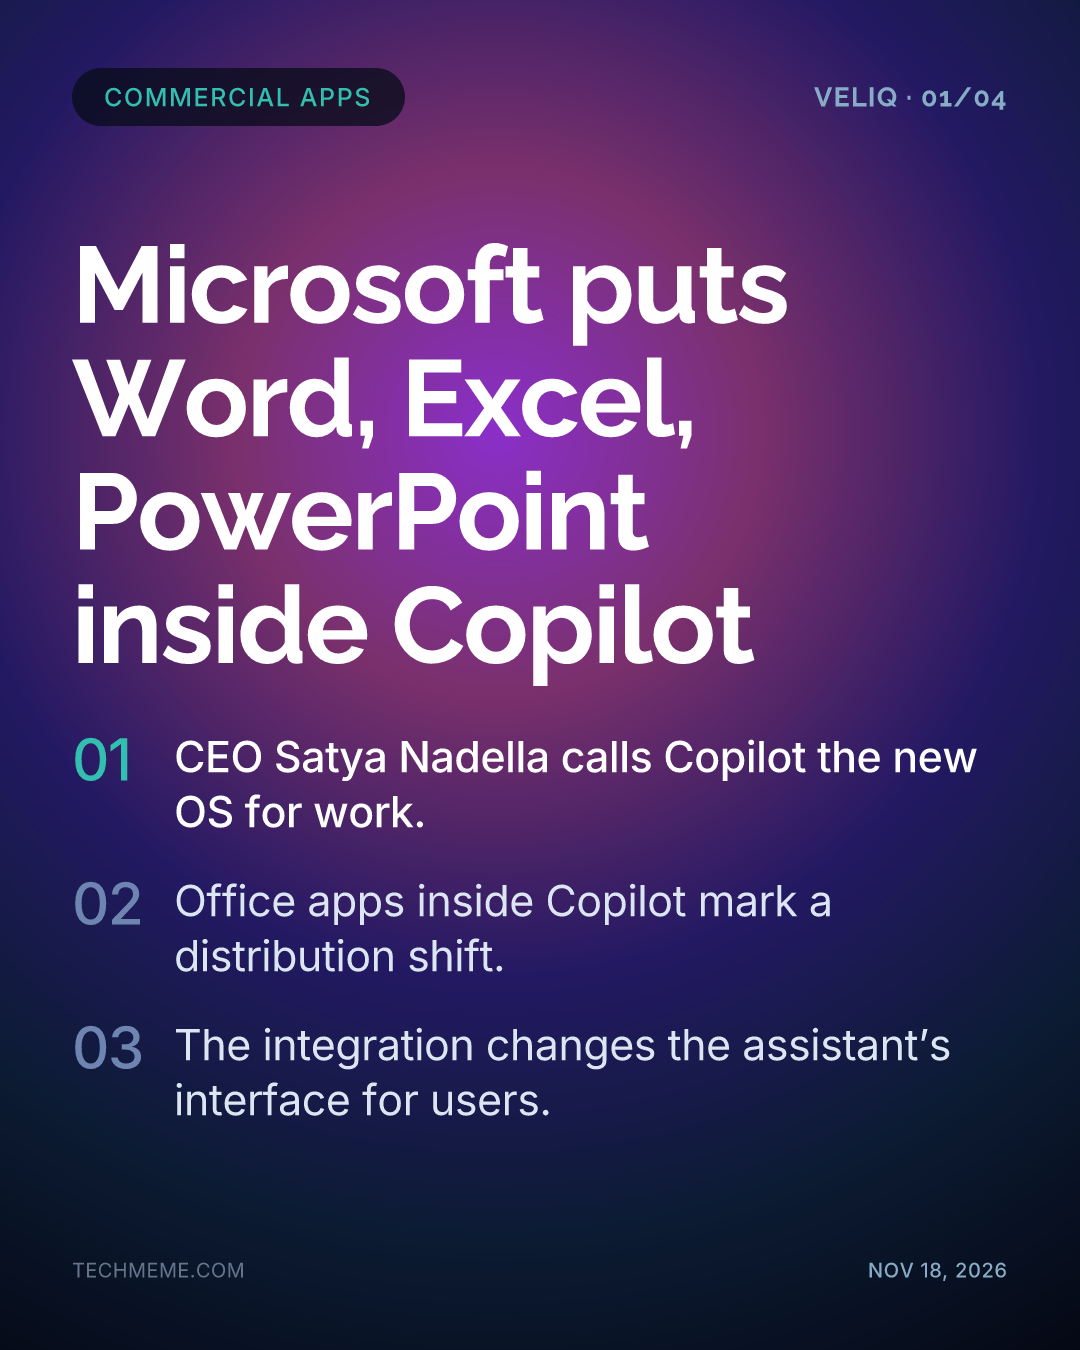 COMMERCIAL APPS
VELIQ · 01/04
Microsoft puts
Word, Excel,
PowerPoint
inside Copilot
01 CEO Satya Nadella calls Copilot the new
OS for work.
02 Office apps inside Copilot mark a
distribution shift.
03 The integration changes the assistant’s
interface for users.
TECHMEME.COM
NOV 18, 2026